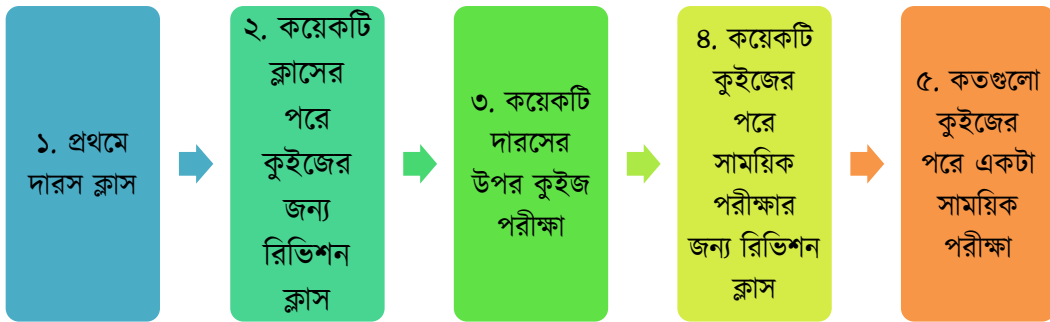 ১. প্রথমে
দারস ক্লাস
২. কয়েকটি
ক্লাসের
পরে
কুইজের
জন্য
রিভিশন
ক্লাস
৩. কয়েকটি
দারসের
উপর কুইজ
পরীক্ষা
৪. কয়েকটি
কুইজের
পরে
সাময়িক
পরীক্ষার
জন্য রিভিশন
ক্লাস
৫. কতগুলো
কুইজের
পরে একটা
সাময়িক
পরীক্ষা